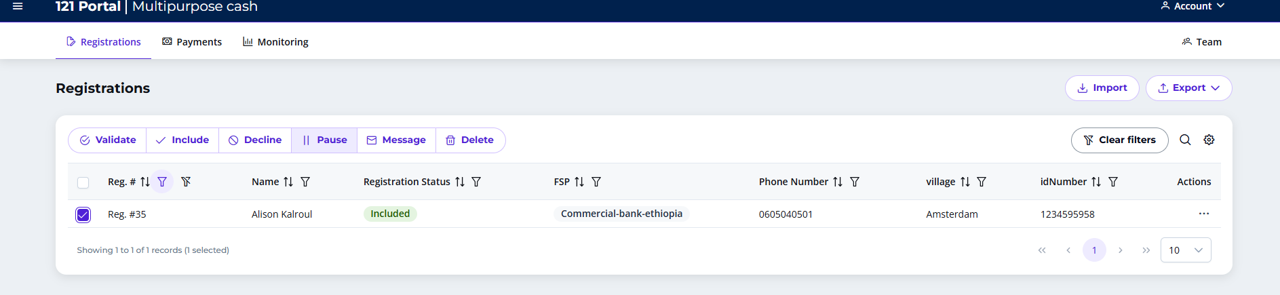 121 Portal | Multipurpose cash
Account
Registrations Payments Monitoring
Team
Registrations
Import Export
Validate Include Decline Pause Message Delete
Clear filters
Reg. # Name Registration Status FSP Phone Number village idNumber Actions
Reg. #35 Alison Kalroul Included Commercial-bank-ethiopia 0605040501 Amsterdam 1234595958 ...
Showing 1 to 1 of 1 records (1 selected)
« ‹ 1 › » 10